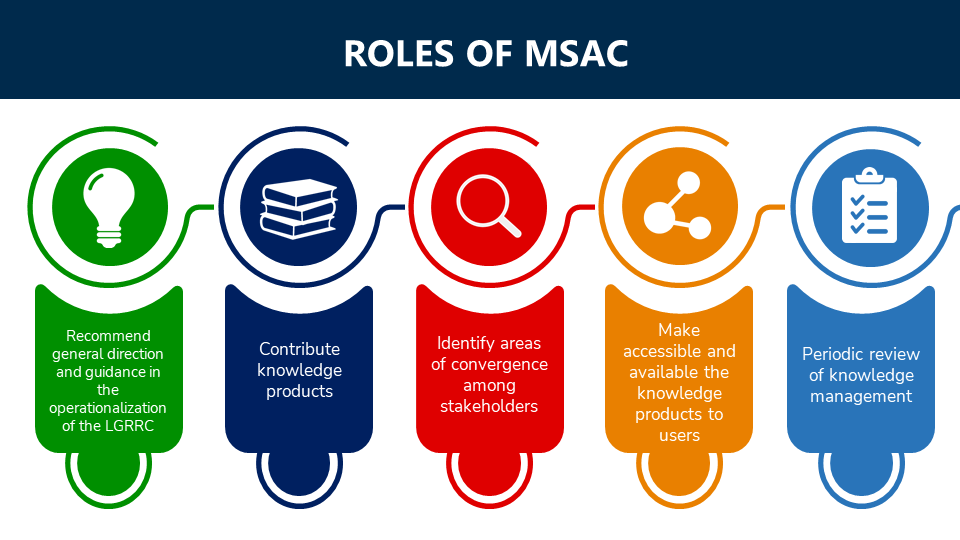 ROLES OF MSAC
Recommend
general direction
and guidance in
the
operationalization
of the LGRRC
Contribute
knowledge
products
Identify areas
of convergence
among
stakeholders
Make
accessible and
available the
knowledge
products to
users
Periodic review
of knowledge
management